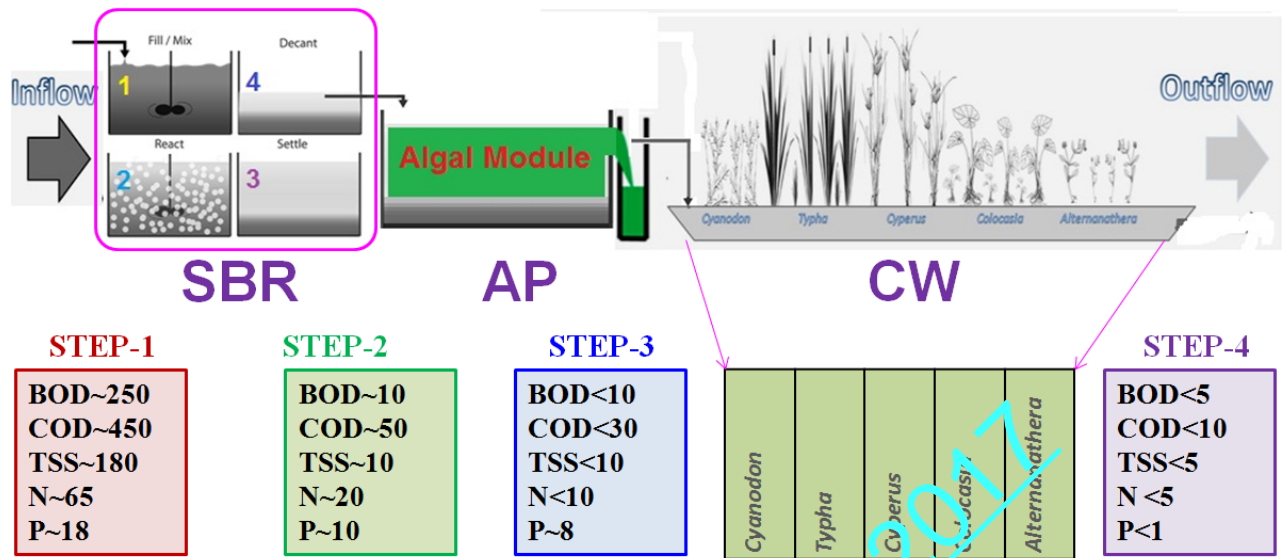 Inflow
Fill / Mix
1
Decant
4
React
2
Settle
3
Algal Module
Cyanodon
Typha
Cyperus
Colocasia
Alternanathera
Outflow
SBR
AP
CW
STEP-1
BOD~250
COD~450
TSS~180
N~65
P~18
STEP-2
BOD~10
COD~50
TSS~10
N~20
P~10
STEP-3
BOD<10
COD<30
TSS<10
N<10
P~8
Cyanodon
Typha
Cyperus
Colocasia
Alternanathera
2017
STEP-4
BOD<5
COD<10
TSS<5
N <5
P<1